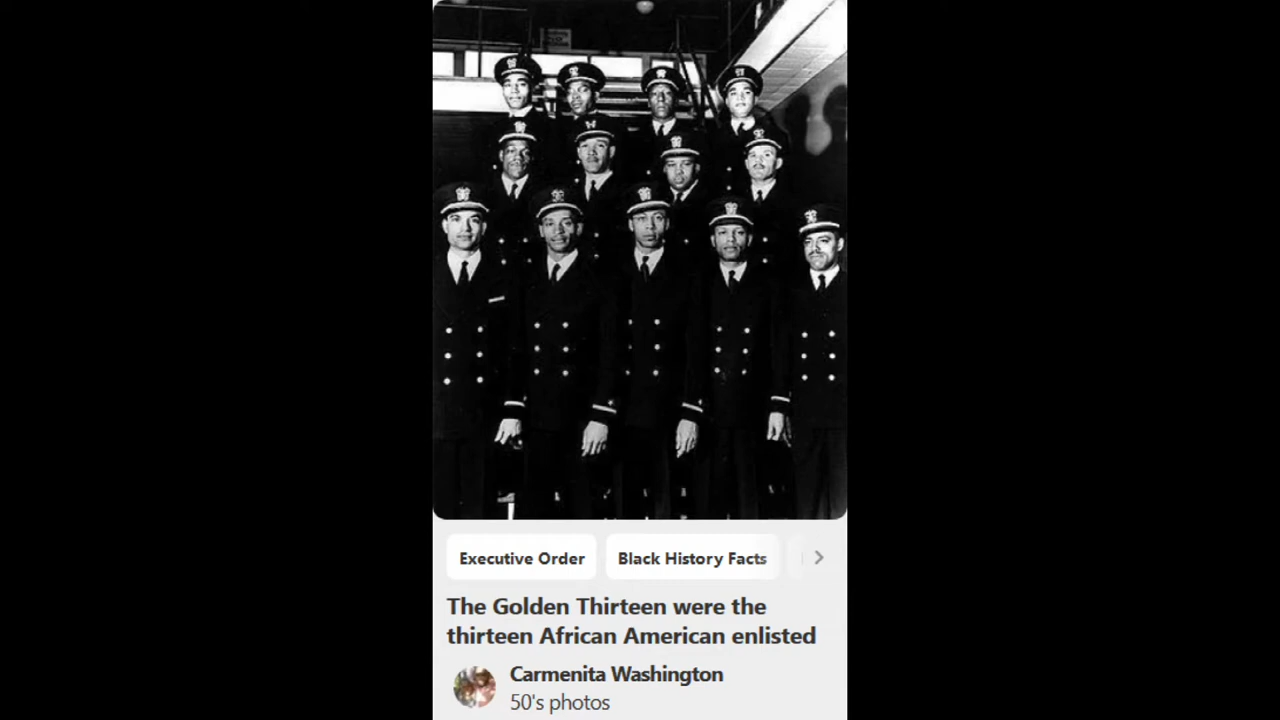 Executive Order
Black History Facts
The Golden Thirteen were the
thirteen African American enlisted
Carmenita Washington
50's photos